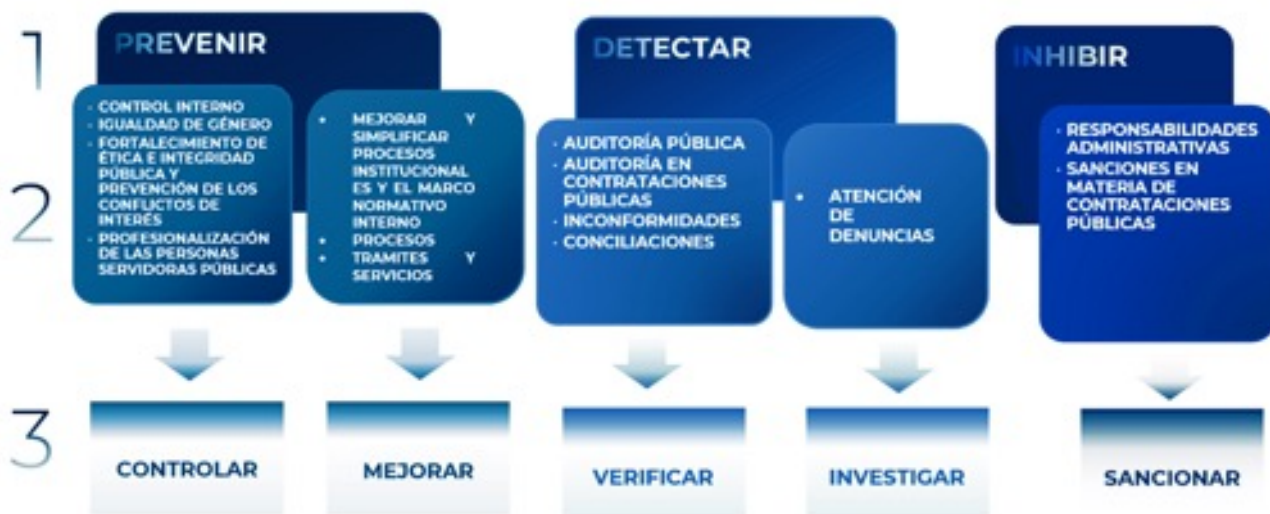 1
PREVENIR
DETECTAR
INHIBIR
2
· CONTROL INTERNO
· IGUALDAD DE GÉNERO
· FORTALECIMIENTO DE
ÉTICA E INTEGRIDAD
PÚBLICA Y
PREVENCIÓN DE LOS
CONFLICTOS DE
INTERÉS
· PROFESIONALIZACIÓN
DE LAS PERSONAS
SERVIDORAS PÚBLICAS
• MEJORAR Y
SIMPLIFICAR
PROCESOS
INSTITUCIONAL
ES Y EL MARCO
NORMATIVO
INTERNO
• PROCESOS
• TRAMITES Y
SERVICIOS
· AUDITORÍA PÚBLICA
· AUDITORÍA EN
CONTRATACIONES
PÚBLICAS
· INCONFORMIDADES
· CONCILIACIONES
• ATENCIÓN
DE
DENUNCIAS
· RESPONSABILIDADES
ADMINISTRATIVAS
· SANCIONES EN
MATERIA DE
CONTRATACIONES
PÚBLICAS
3
CONTROLAR
MEJORAR
VERIFICAR
INVESTIGAR
SANCIONAR